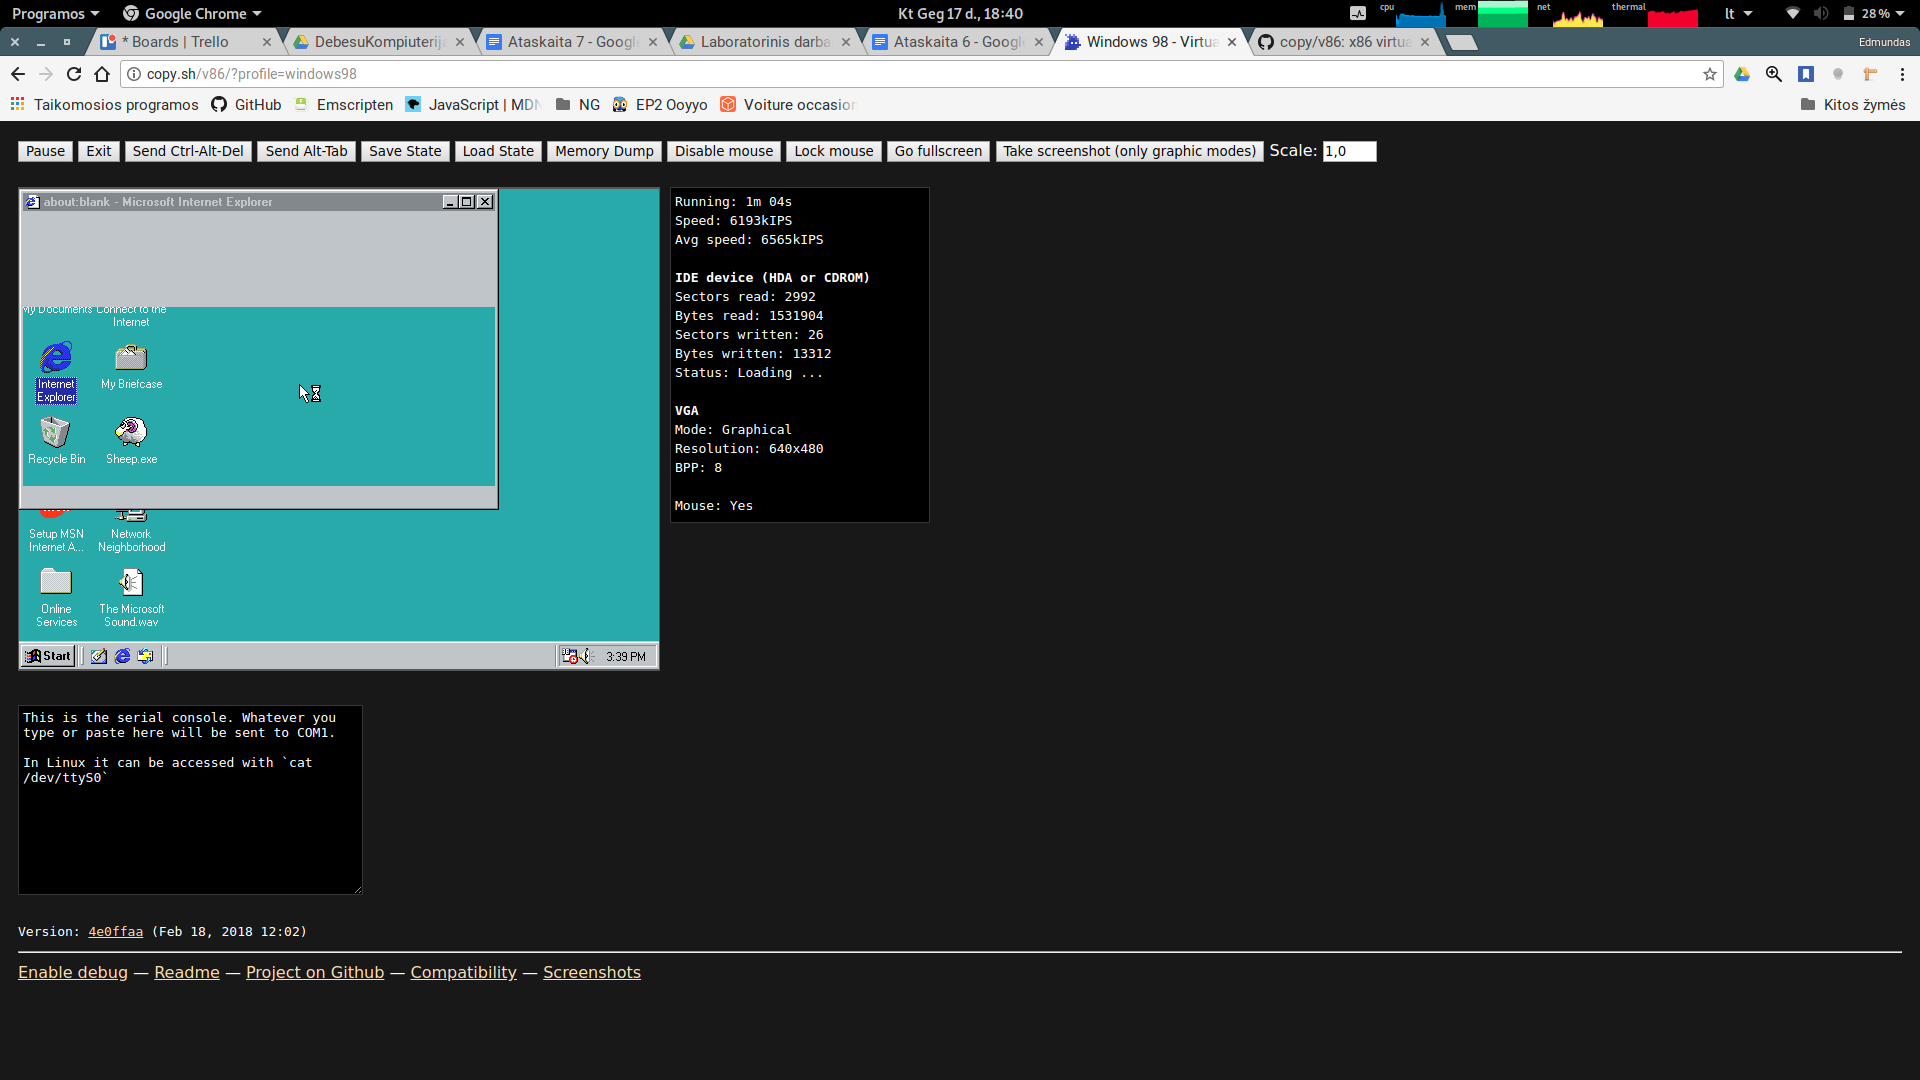 Programos
Google Chrome
Kt Geg 17 d., 18:40
cpu
mem
net
thermal
lt
28 %
* Boards | Trello
DebesuKompiuterij
Ataskaita 7 - Googl
Laboratorinis darba
Ataskaita 6 - Google
Windows 98 - Virtua
copy/v86: x86 virtua
Edmundas
copy.sh/v86/?profile=windows98
Taikomosios programos
GitHub
Emscripten
JavaScript | MDN
NG
EP2 Ooyyo
Voiture occasion
Kitos žymės
Pause
Exit
Send Ctrl-Alt-Del
Send Alt-Tab
Save State
Load State
Memory Dump
Disable mouse
Lock mouse
Go fullscreen
Take screenshot (only graphic modes)
Scale: 1,0
about:blank - Microsoft Internet Explorer
My Documents
Connect to the
Internet
Internet
Explorer
My Briefcase
Recycle Bin
Sheep.exe
Setup MSN
Internet A...
Network
Neighborhood
Online
Services
The Microsoft
Sound.wav
Start
3:39 PM
Running: 1m 04s
Speed: 6193kIPS
Avg speed: 6565kIPS
IDE device (HDA or CDROM)
Sectors read: 2992
Bytes read: 1531904
Sectors written: 26
Bytes written: 13312
Status: Loading ...
VGA
Mode: Graphical
Resolution: 640x480
BPP: 8
Mouse: Yes
This is the serial console. Whatever you
type or paste here will be sent to COM1.
In Linux it can be accessed with `cat
/dev/ttyS0`
Version: 4e0ffaa (Feb 18, 2018 12:02)
Enable debug — Readme — Project on Github — Compatibility — Screenshots